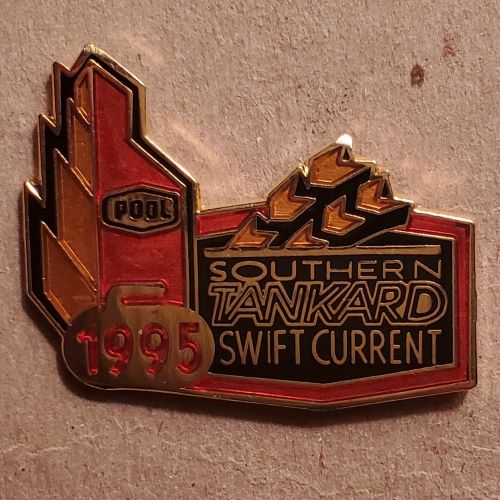 POOL
1995
SOUTHERN
TANKARD
SWIFT CURRENT